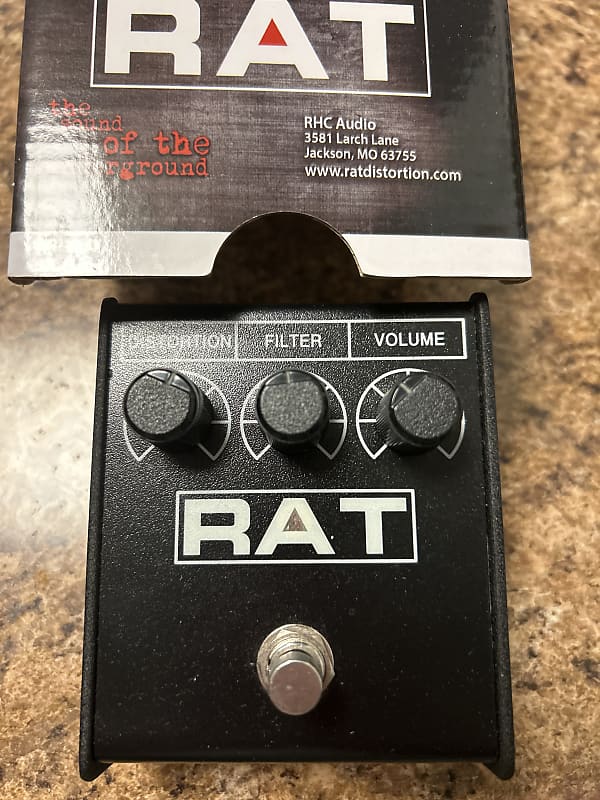 RAT
the
sound
of the
rground
RHC Audio
3581 Larch Lane
Jackson, MO 63755
www.ratdistortion.com
DISTORTION FILTER VOLUME
RAT